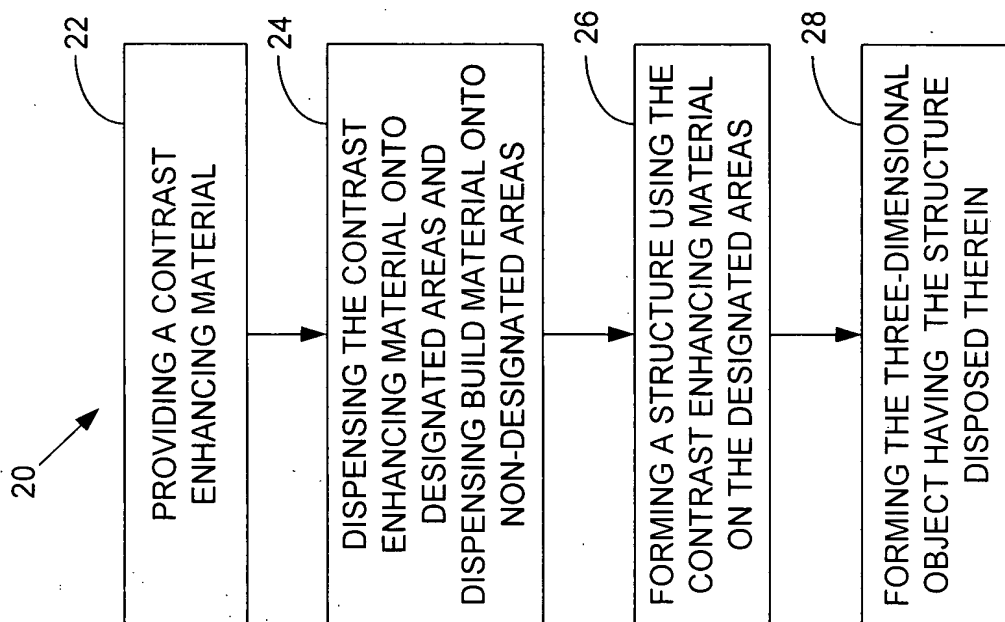 20
22
PROVIDING A CONTRAST
ENHANCING MATERIAL
24
DISPENSING THE CONTRAST
ENHANCING MATERIAL ONTO
DESIGNATED AREAS AND
DISPENSING BUILD MATERIAL ONTO
NON-DESIGNATED AREAS
26
FORMING A STRUCTURE USING THE
CONTRAST ENHANCING MATERIAL
ON THE DESIGNATED AREAS
28
FORMING THE THREE-DIMENSIONAL
OBJECT HAVING THE STRUCTURE
DISPOSED THEREIN